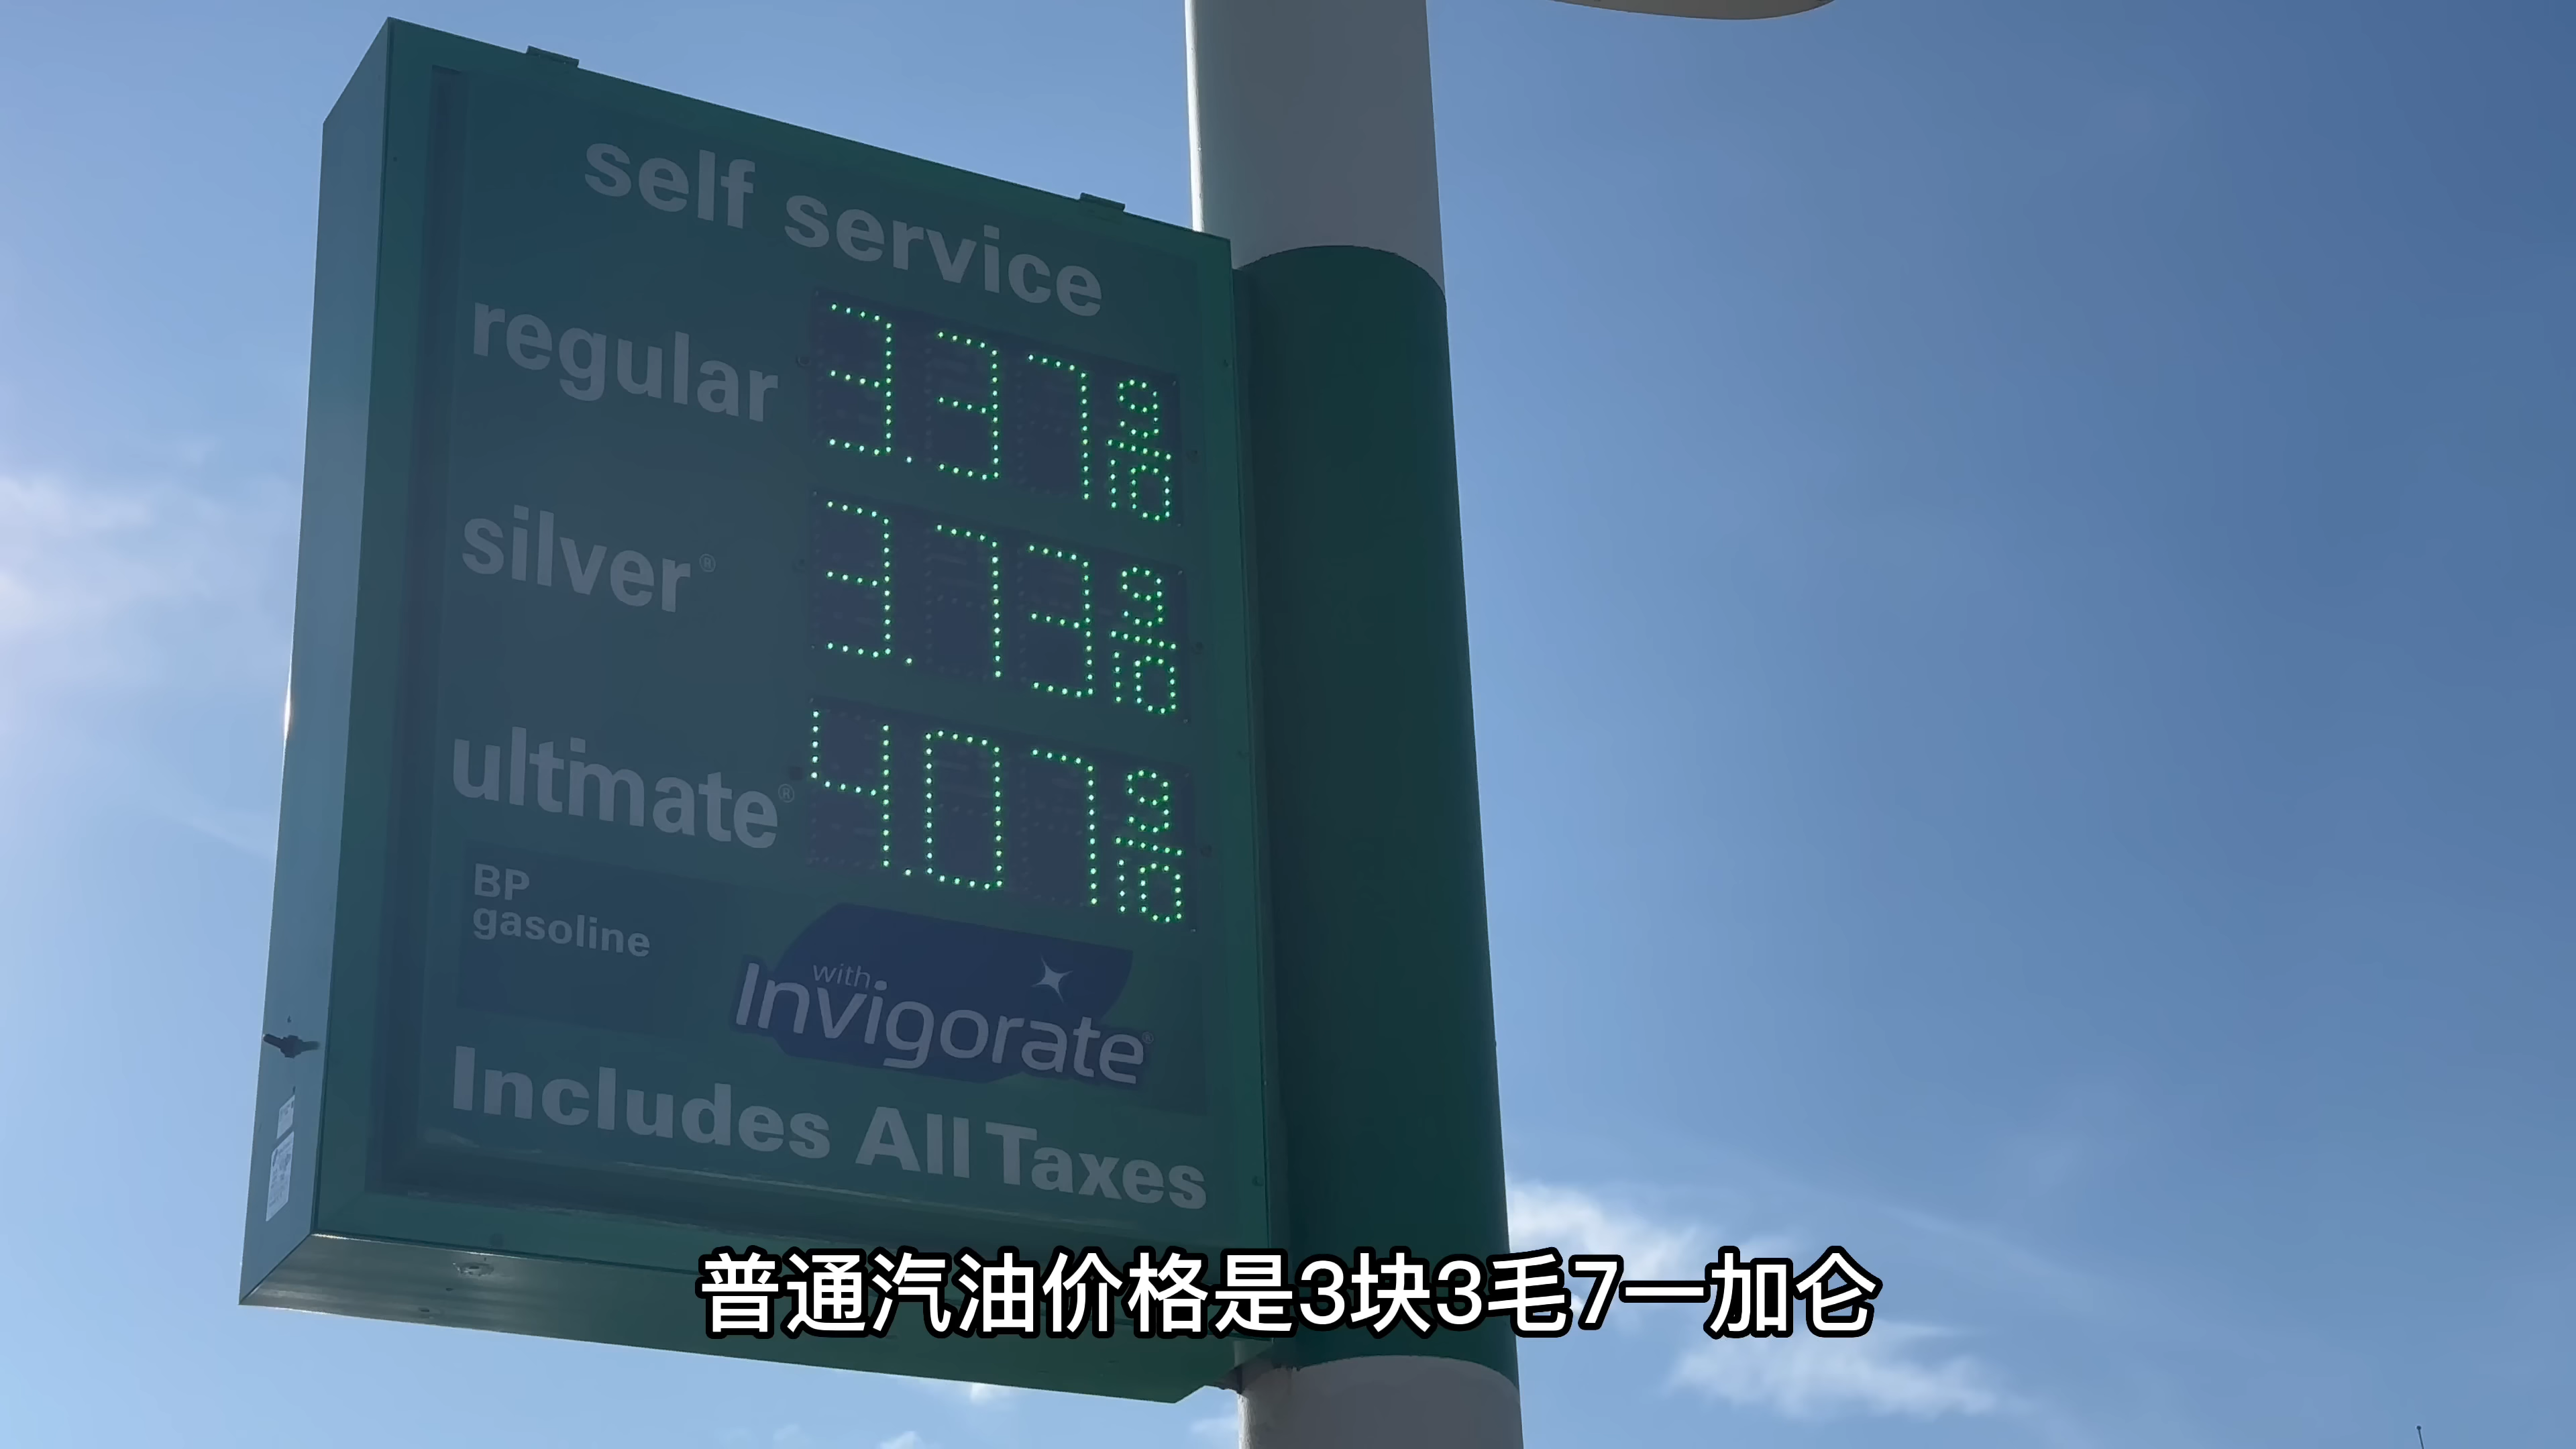 self service
regular 3.37 9/10
silver® 3.73 9/10
ultimate® 4.07 9/10
BP
gasoline
with
Invigorate®
Includes All Taxes
普通汽油价格是3块3毛7一加仑